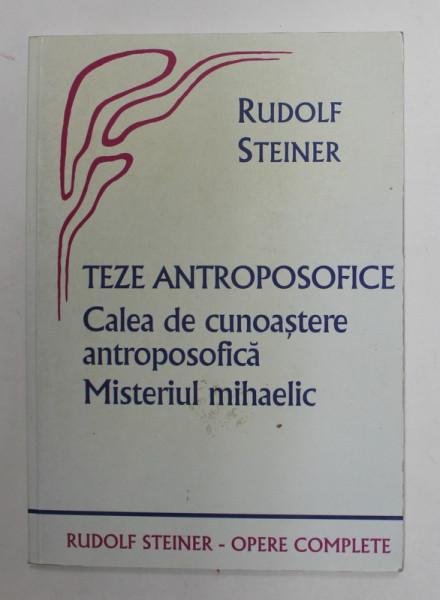 RUDOLF
STEINER
TEZE ANTROPOSOFICE
Calea de cunoaștere
antroposofică
Misteriul mihaelic
RUDOLF STEINER - OPERE COMPLETE